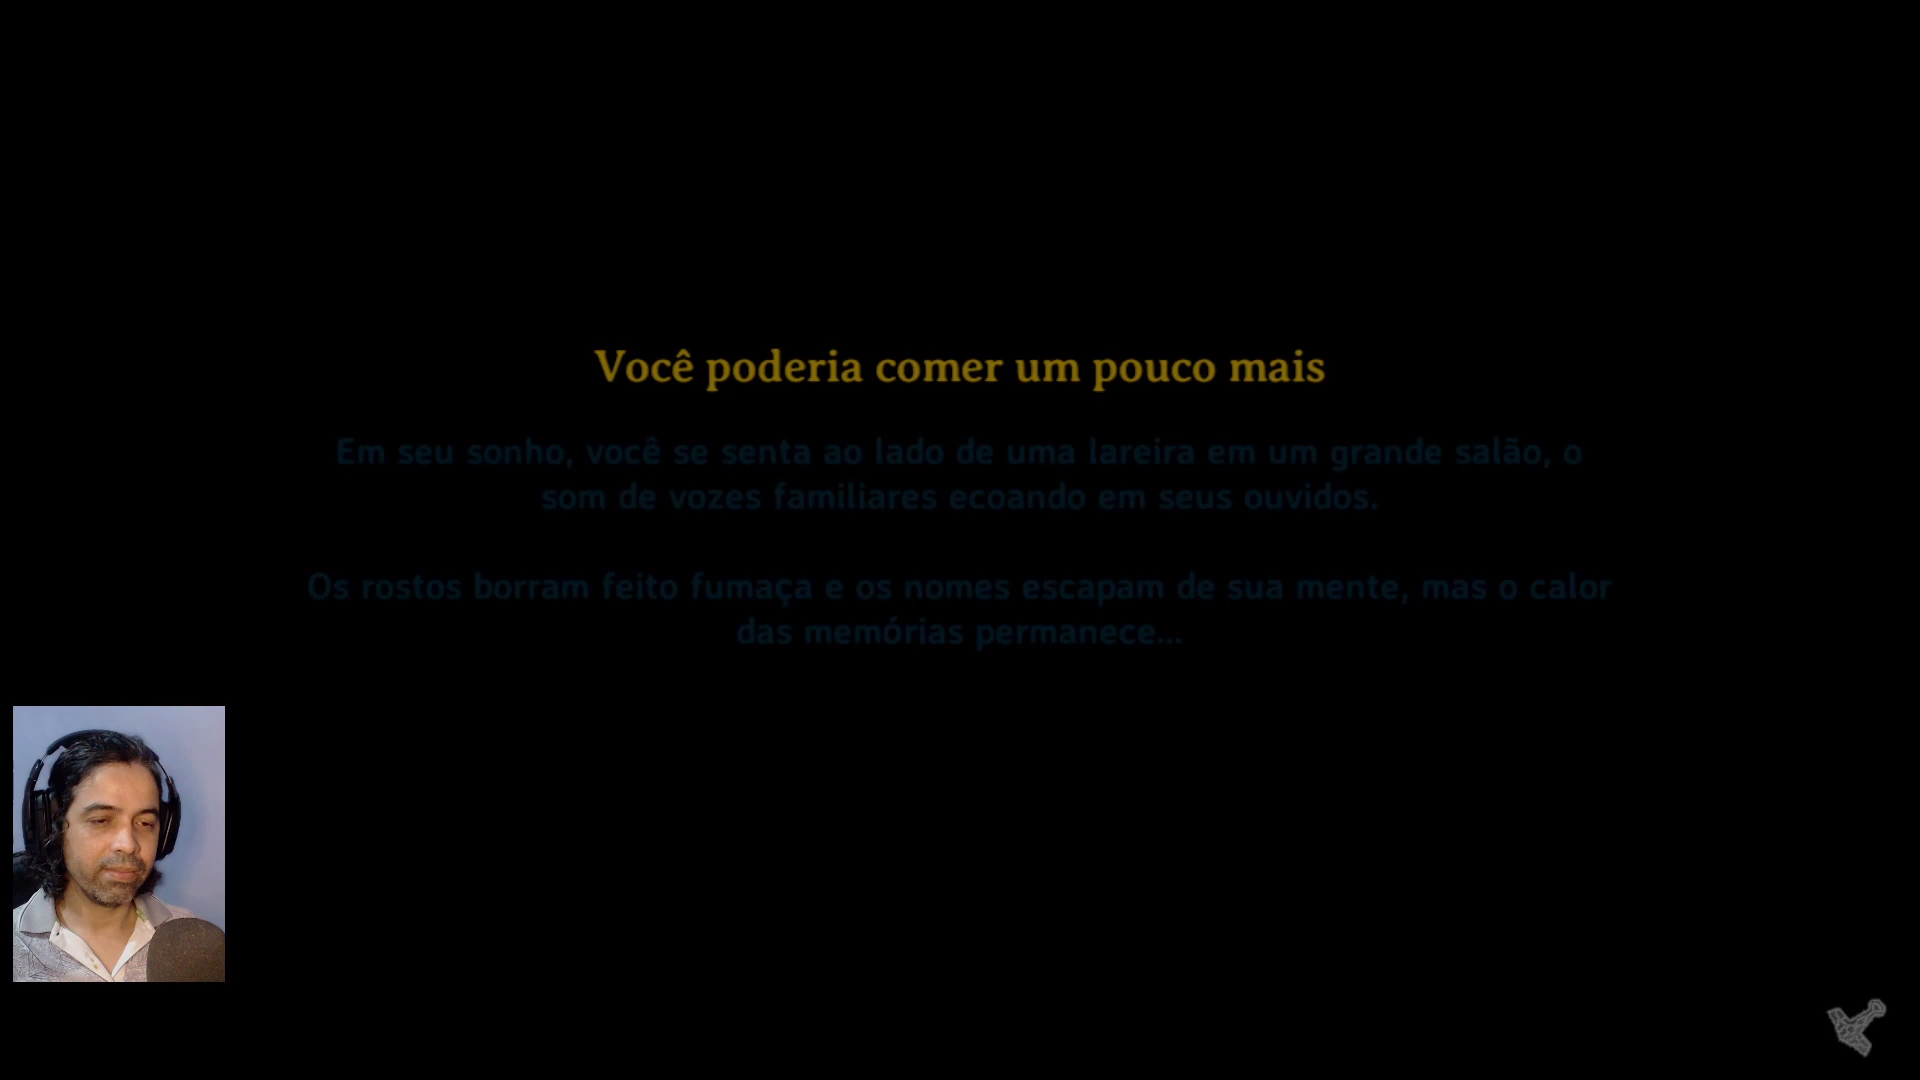 Você poderia comer um pouco mais
Em seu sonho, você se senta ao lado de uma lareira em um grande salão, o
som de vozes familiares ecoando em seus ouvidos.
Os rostos borram feito fumaça e os nomes escapam de sua mente, mas o calor
das memórias permanece...